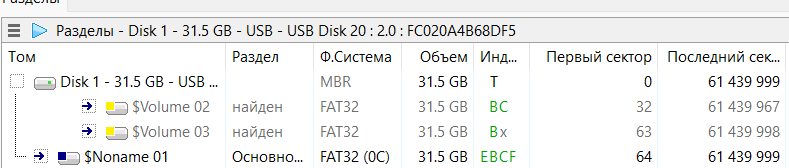 Разделы - Disk 1 - 31.5 GB - USB - USB Disk 20 : 2.0 : FC020A4B68DF5
Том Раздел Ф.Система Объем Инд... Первый сектор Последний сек...
Disk 1 - 31.5 GB - USB ... MBR 31.5 GB T 0 61 439 999
$Volume 02 найден FAT32 31.5 GB BC 32 61 439 967
$Volume 03 найден FAT32 31.5 GB Bx 63 61 439 998
$Noname 01 Основно... FAT32 (0C) 31.5 GB EBCF 64 61 439 999